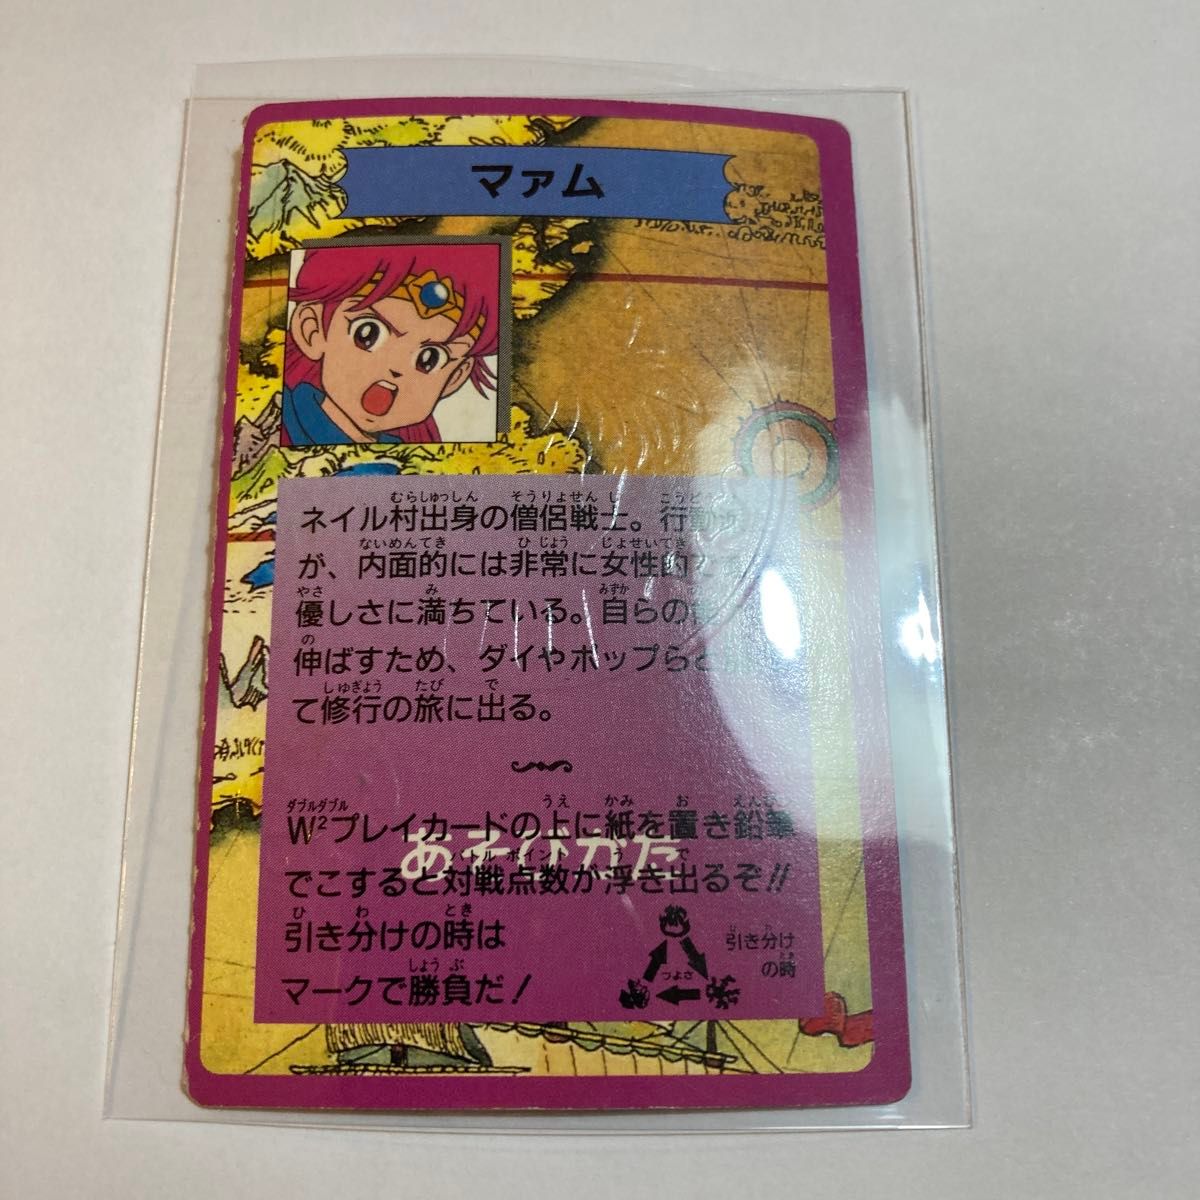 マァム
ネイル村出身の僧侶戦士。行動
が、内面的には非常に女性的
優しさに満ちている。自らの
伸ばすため、ダイやポップらと
て修行の旅に出る。
W²プレイカードの上に紙を置き鉛筆
でこすると対戦点数が浮き出るぞ!!
あそびかた
引き分けの時は
マークで勝負だ!
つよさ
引き分け
の時